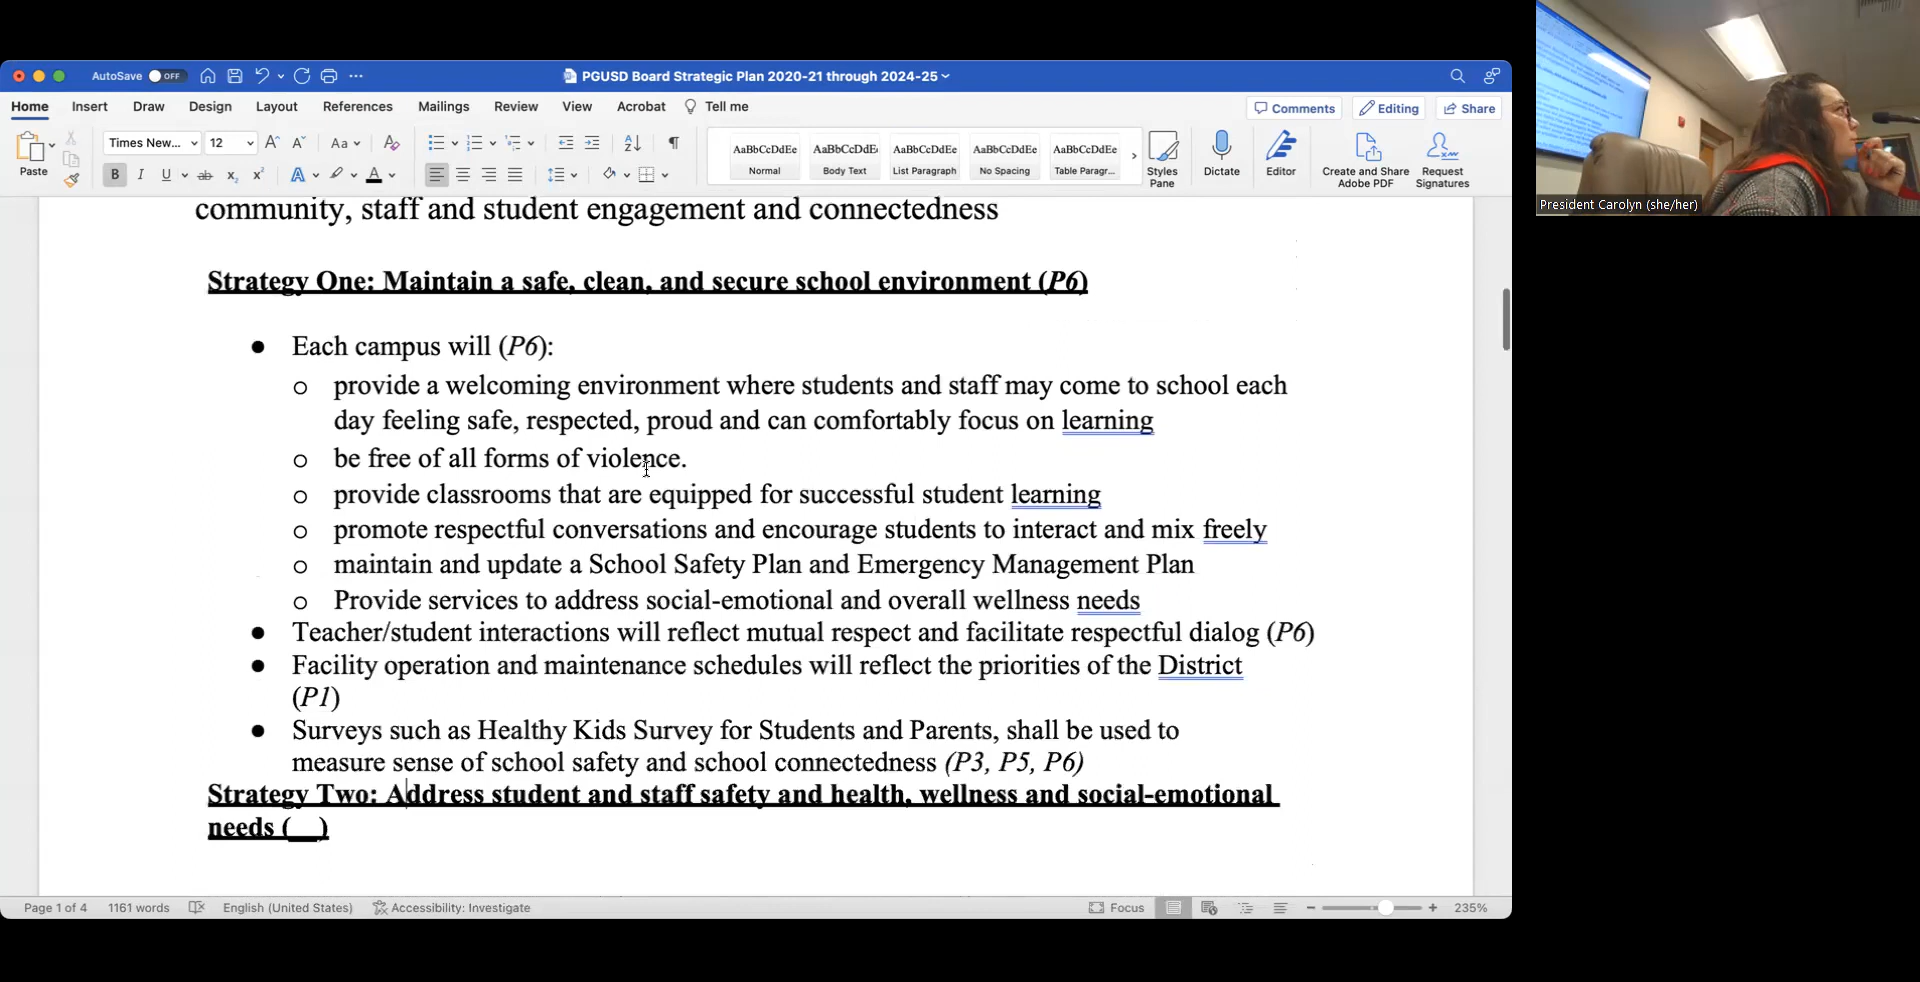 AutoSave OFF
PGUSD Board Strategic Plan 2020-21 through 2024-25
Home Insert Draw Design Layout References Mailings Review View Acrobat Tell me
Comments Editing Share
Times New... 12 Aa
Paste
AaBbCcDdEe AaBbCcDdE AaBbCcDdEe AaBbCcDdEe AaBbCcDdEe
Normal Body Text List Paragraph No Spacing Table Paragr...
Styles Pane
Dictate
Editor
Create and Share Adobe PDF
Request Signatures
community, staff and student engagement and connectedness
Strategy One: Maintain a safe, clean, and secure school environment (P6)
● Each campus will (P6):
o provide a welcoming environment where students and staff may come to school each
day feeling safe, respected, proud and can comfortably focus on learning
o be free of all forms of violence.
o provide classrooms that are equipped for successful student learning
o promote respectful conversations and encourage students to interact and mix freely
o maintain and update a School Safety Plan and Emergency Management Plan
o Provide services to address social-emotional and overall wellness needs
● Teacher/student interactions will reflect mutual respect and facilitate respectful dialog (P6)
● Facility operation and maintenance schedules will reflect the priorities of the District
(P1)
● Surveys such as Healthy Kids Survey for Students and Parents, shall be used to
measure sense of school safety and school connectedness (P3, P5, P6)
Strategy Two: Address student and staff safety and health, wellness and social-emotional
needs (__)
Page 1 of 4 1161 words English (United States) Accessibility: Investigate Focus 235%
President Carolyn (she/her)